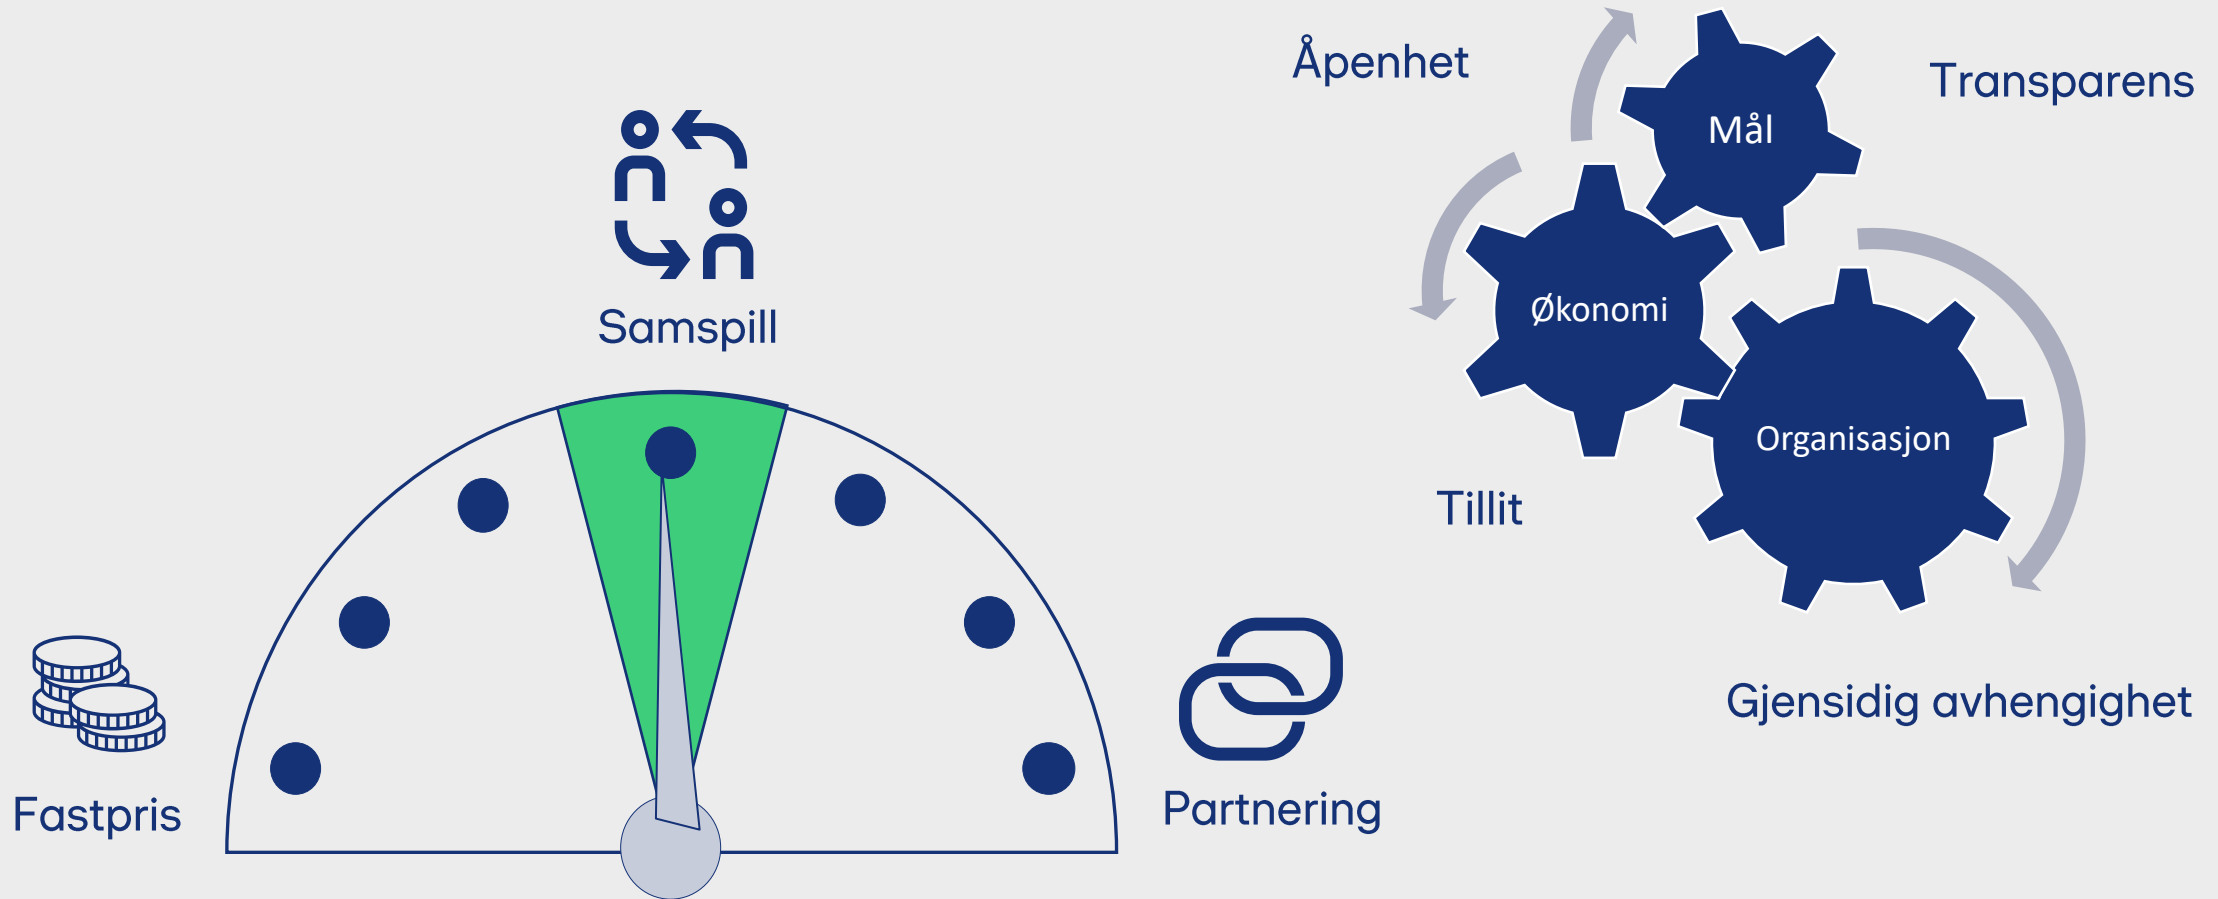 Samspill
Fastpris
Partnering
Åpenhet
Transparens
Mål
Økonomi
Organisasjon
Tillit
Gjensidig avhengighet